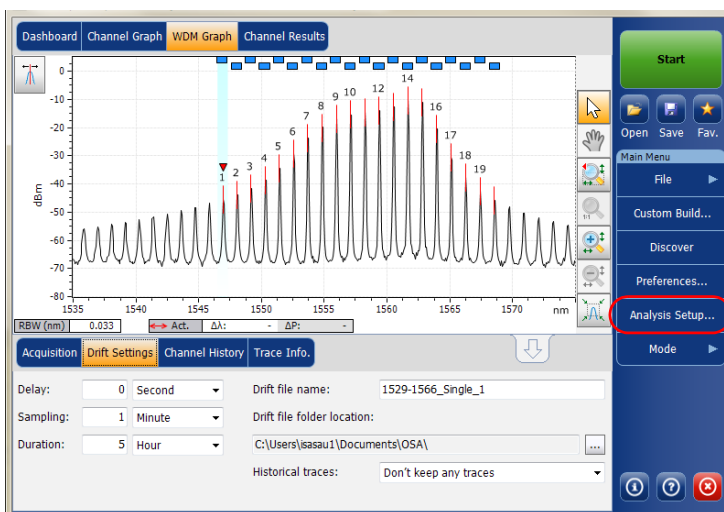 Dashboard Channel Graph WDM Graph Channel Results
Start
Open Save Fav.
Main Menu
File
Custom Build...
Discover
Preferences...
Analysis Setup...
Mode
0
-10
-20
-30
-40
-50
-60
-70
-80
dBm
1 2 3 4 5 6 7 8 9 10 12 14 16 17 18 19
1:1
1535 1540 1545 1550 1555 1560 1565 1570 nm
RBW (nm) 0.033 Act. Δλ: - ΔP: -
Acquisition Drift Settings Channel History Trace Info.
Delay: 0 Second Drift file name: 1529-1566_Single_1
Sampling: 1 Minute Drift file folder location:
Duration: 5 Hour C:\Users\isasau1\Documents\OSA\ ...
Historical traces: Don't keep any traces